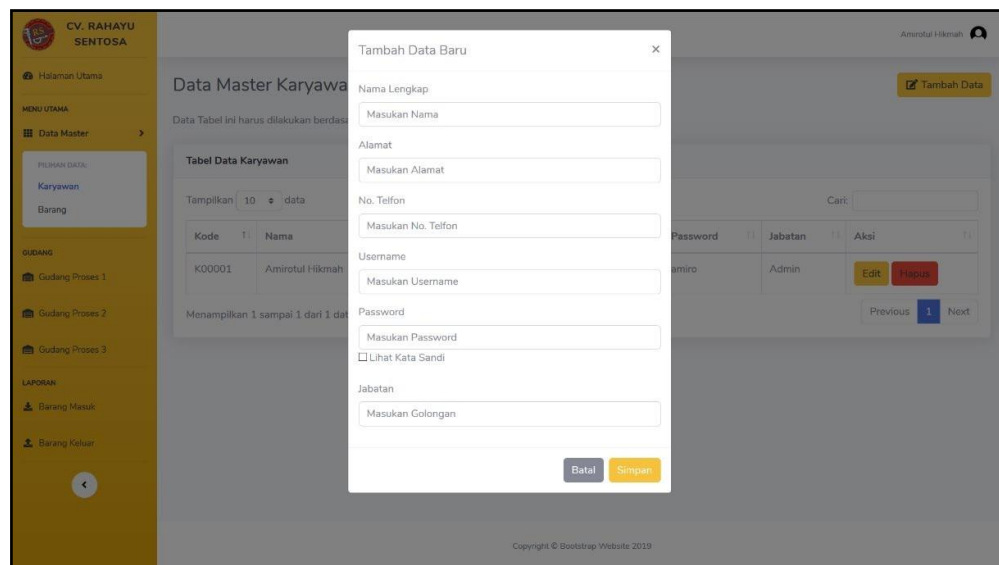 CV. RAHAYU
SENTOSA
Amirotul Hikmah
Halaman Utama
MENU UTAMA
Data Master
PILIHAN DATA:
Karyawan
Barang
GUDANG
Gudang Proses 1
Gudang Proses 2
Gudang Proses 3
LAPORAN
Barang Masuk
Barang Keluar
Data Master Karyawa
Tambah Data
Data Tabel ini harus dilakukan berdasa
Tabel Data Karyawan
Tampilkan 10 data
Cari:
Kode Nama Password Jabatan Aksi
K00001 Amirotul Hikmah amiro Admin Edit Hapus
Menampilkan 1 sampai 1 dari 1 dat
Previous 1 Next
Tambah Data Baru ×
Nama Lengkap
Masukan Nama
Alamat
Masukan Alamat
No. Telfon
Masukan No. Telfon
Username
Masukan Username
Password
Masukan Password
Lihat Kata Sandi
Jabatan
Masukan Golongan
Batal Simpan
Copyright © Bootstrap Website 2019